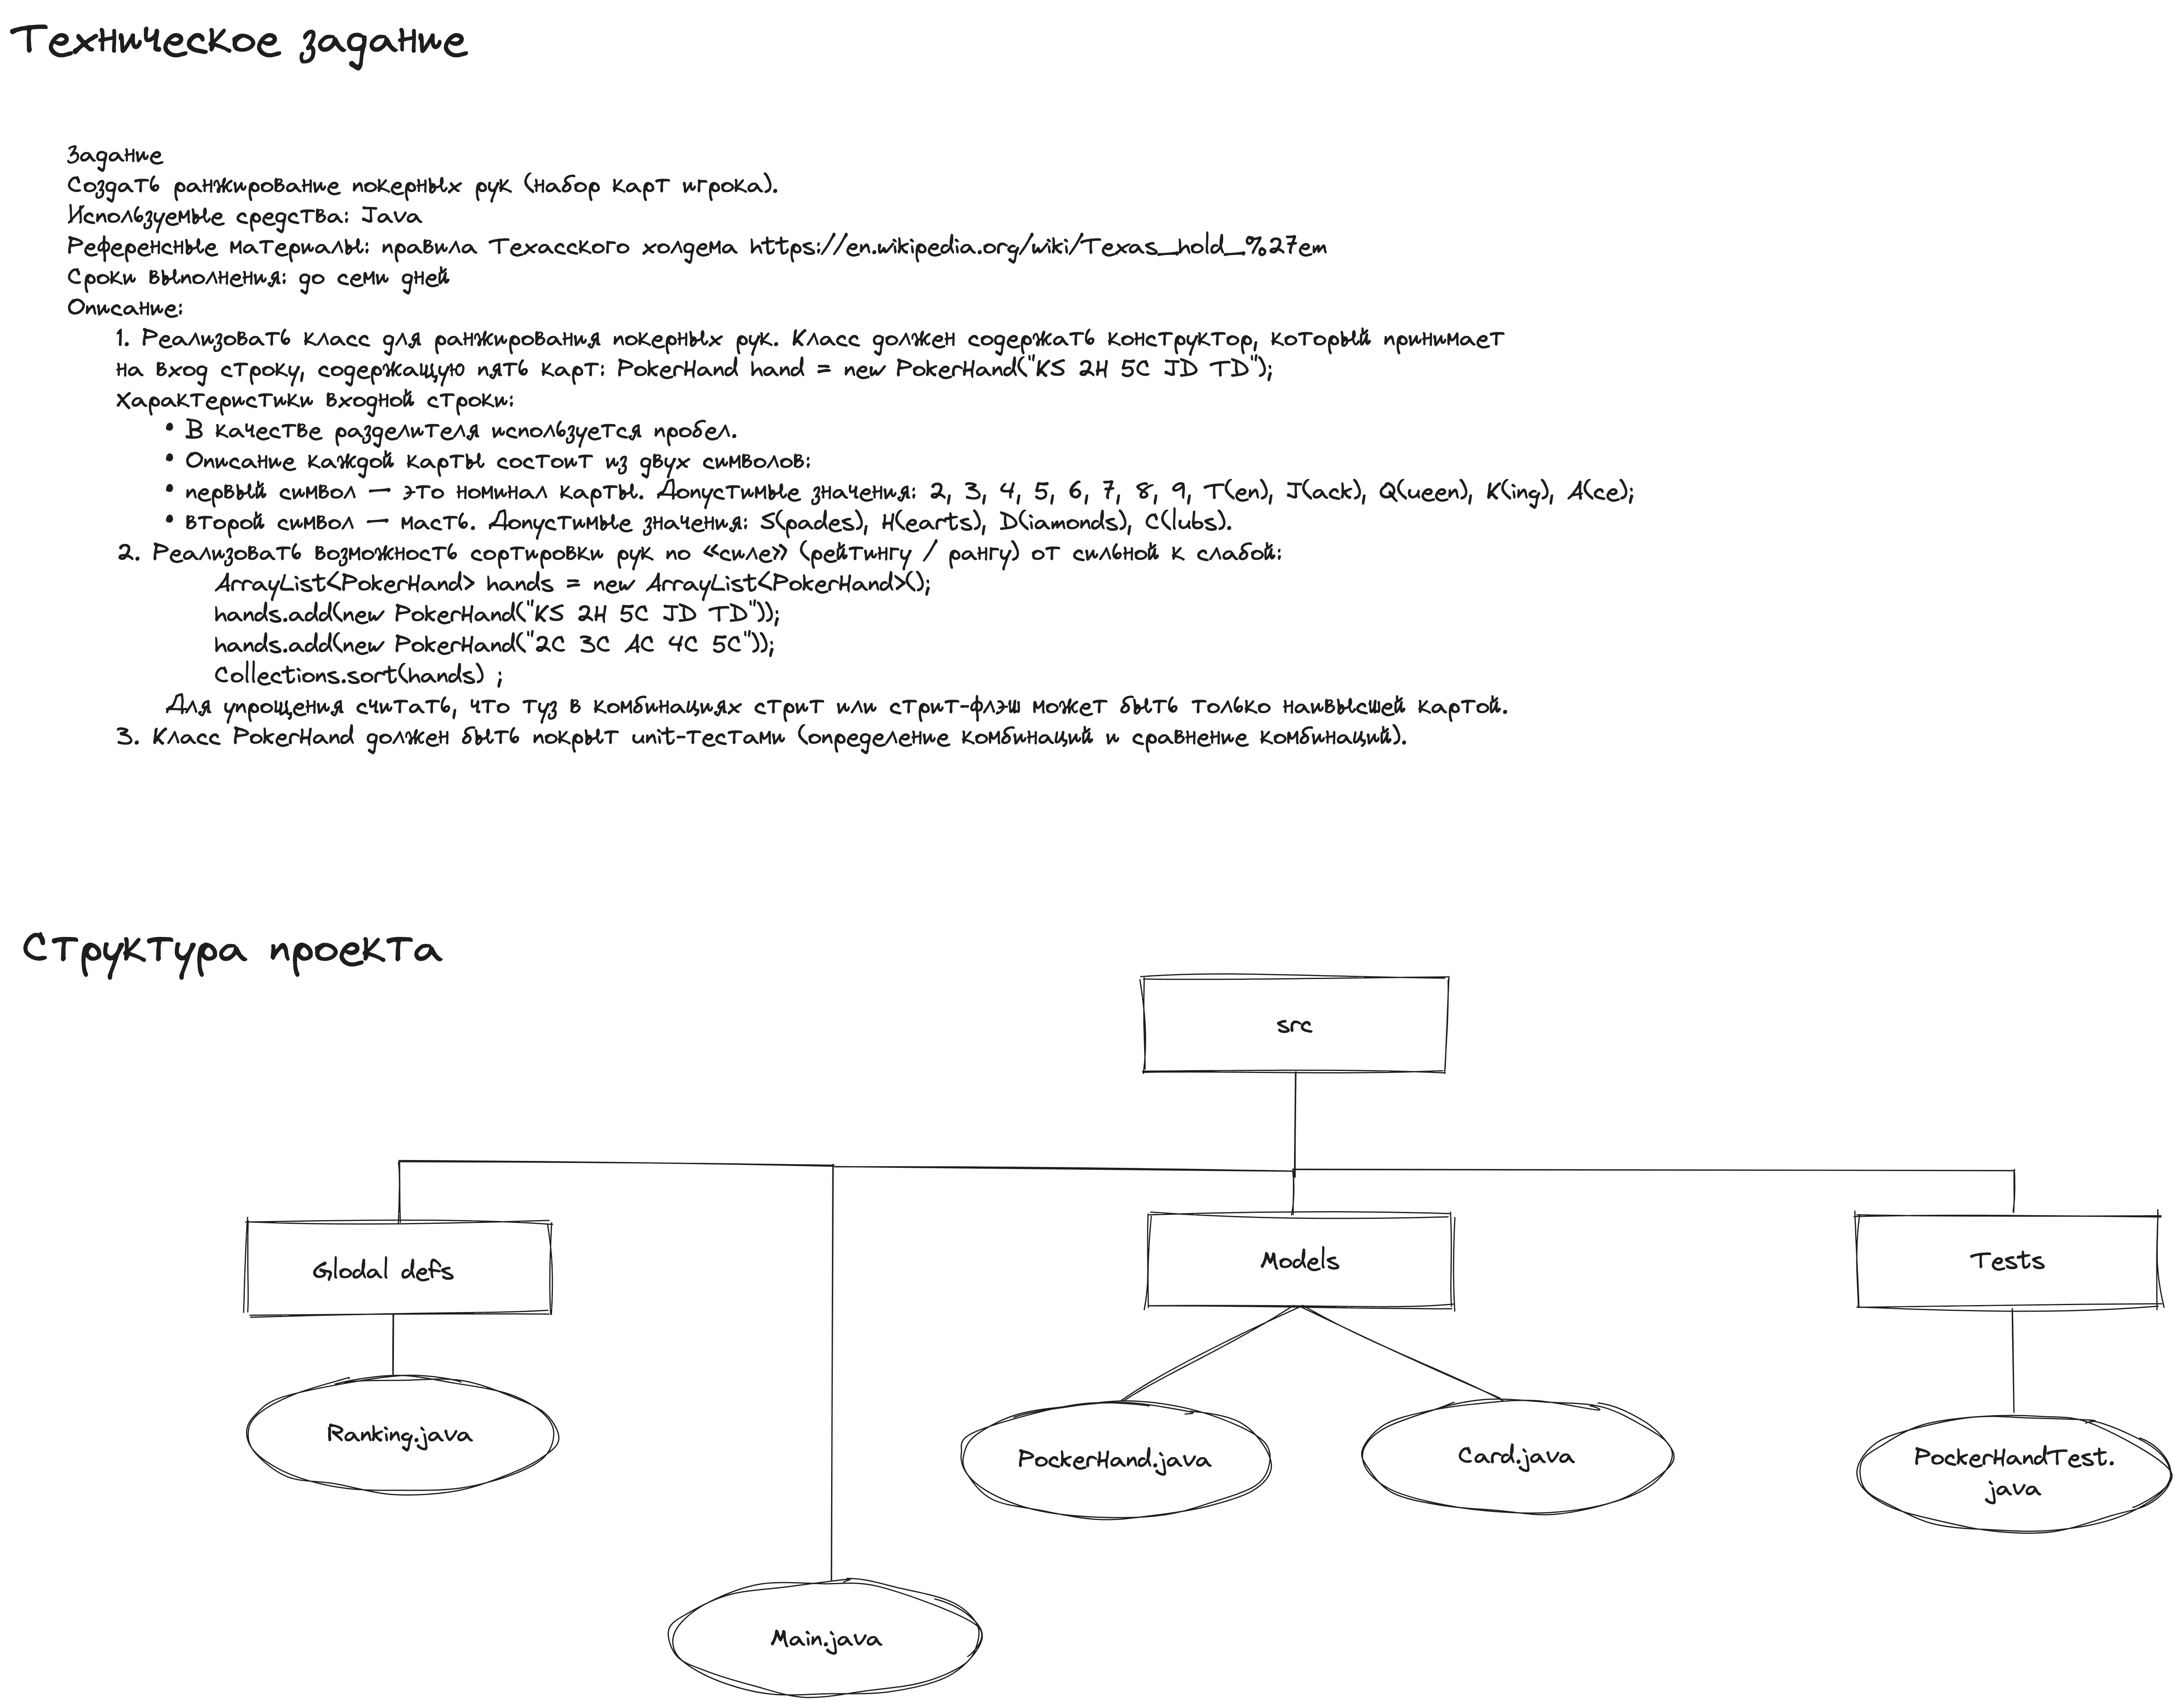 Техническое задание
Задание
Создать ранжирование покерных рук (набор карт игрока).
Используемые средства: Java
Референсные материалы: правила Техасского холдема https://en.wikipedia.org/wiki/Texas_hold_%27em
Сроки выполнения: до семи дней
Описание:
1. Реализовать класс для ранжирования покерных рук. Класс должен содержать конструктор, который принимает
на вход строку, содержащую пять карт: PokerHand hand = new PokerHand("KS 2H 5C JD TD");
Характеристики входной строки:
• В качестве разделителя используется пробел.
• Описание каждой карты состоит из двух символов:
• первый символ — это номинал карты. Допустимые значения: 2, 3, 4, 5, 6, 7, 8, 9, T(en), J(ack), Q(ueen), K(ing), A(ce);
• второй символ — масть. Допустимые значения: S(pades), H(earts), D(iamonds), C(lubs).
2. Реализовать возможность сортировки рук по «силе» (рейтингу / рангу) от сильной к слабой:
ArrayList<PokerHand> hands = new ArrayList<PokerHand>();
hands.add(new PokerHand("KS 2H 5C JD TD"));
hands.add(new PokerHand("2C 3C AC 4C 5C"));
Collections.sort(hands) ;
Для упрощения считать, что туз в комбинациях стрит или стрит-флэш может быть только наивысшей картой.
3. Класс PokerHand должен быть покрыт unit-тестами (определение комбинаций и сравнение комбинаций).
Структура проекта
src
Glodal defs
Models
Tests
Ranking.java
PockerHand.java
Card.java
PockerHandTest.
java
Main.java